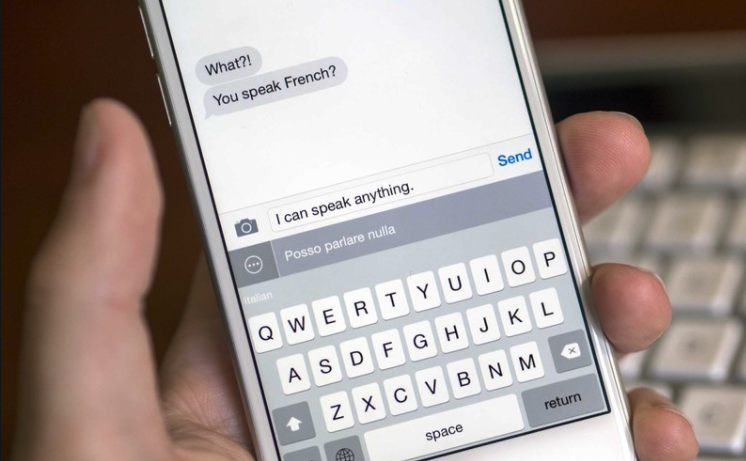 What?!
You speak French?
I can speak anything.
Send
Posso parlare nulla
Italian
Q W E R T Y U I O P
A S D F G H J K L
Z X C V B N M
space
return